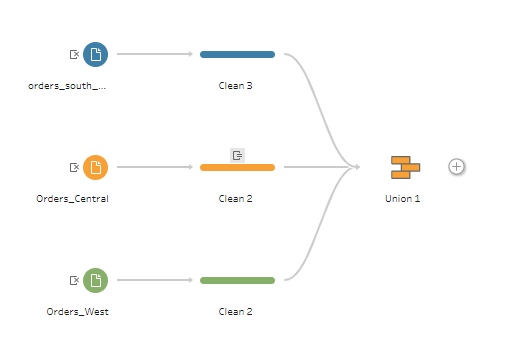 orders_south_...
Clean 3
Orders_Central
Clean 2
Union 1
Orders_West
Clean 2